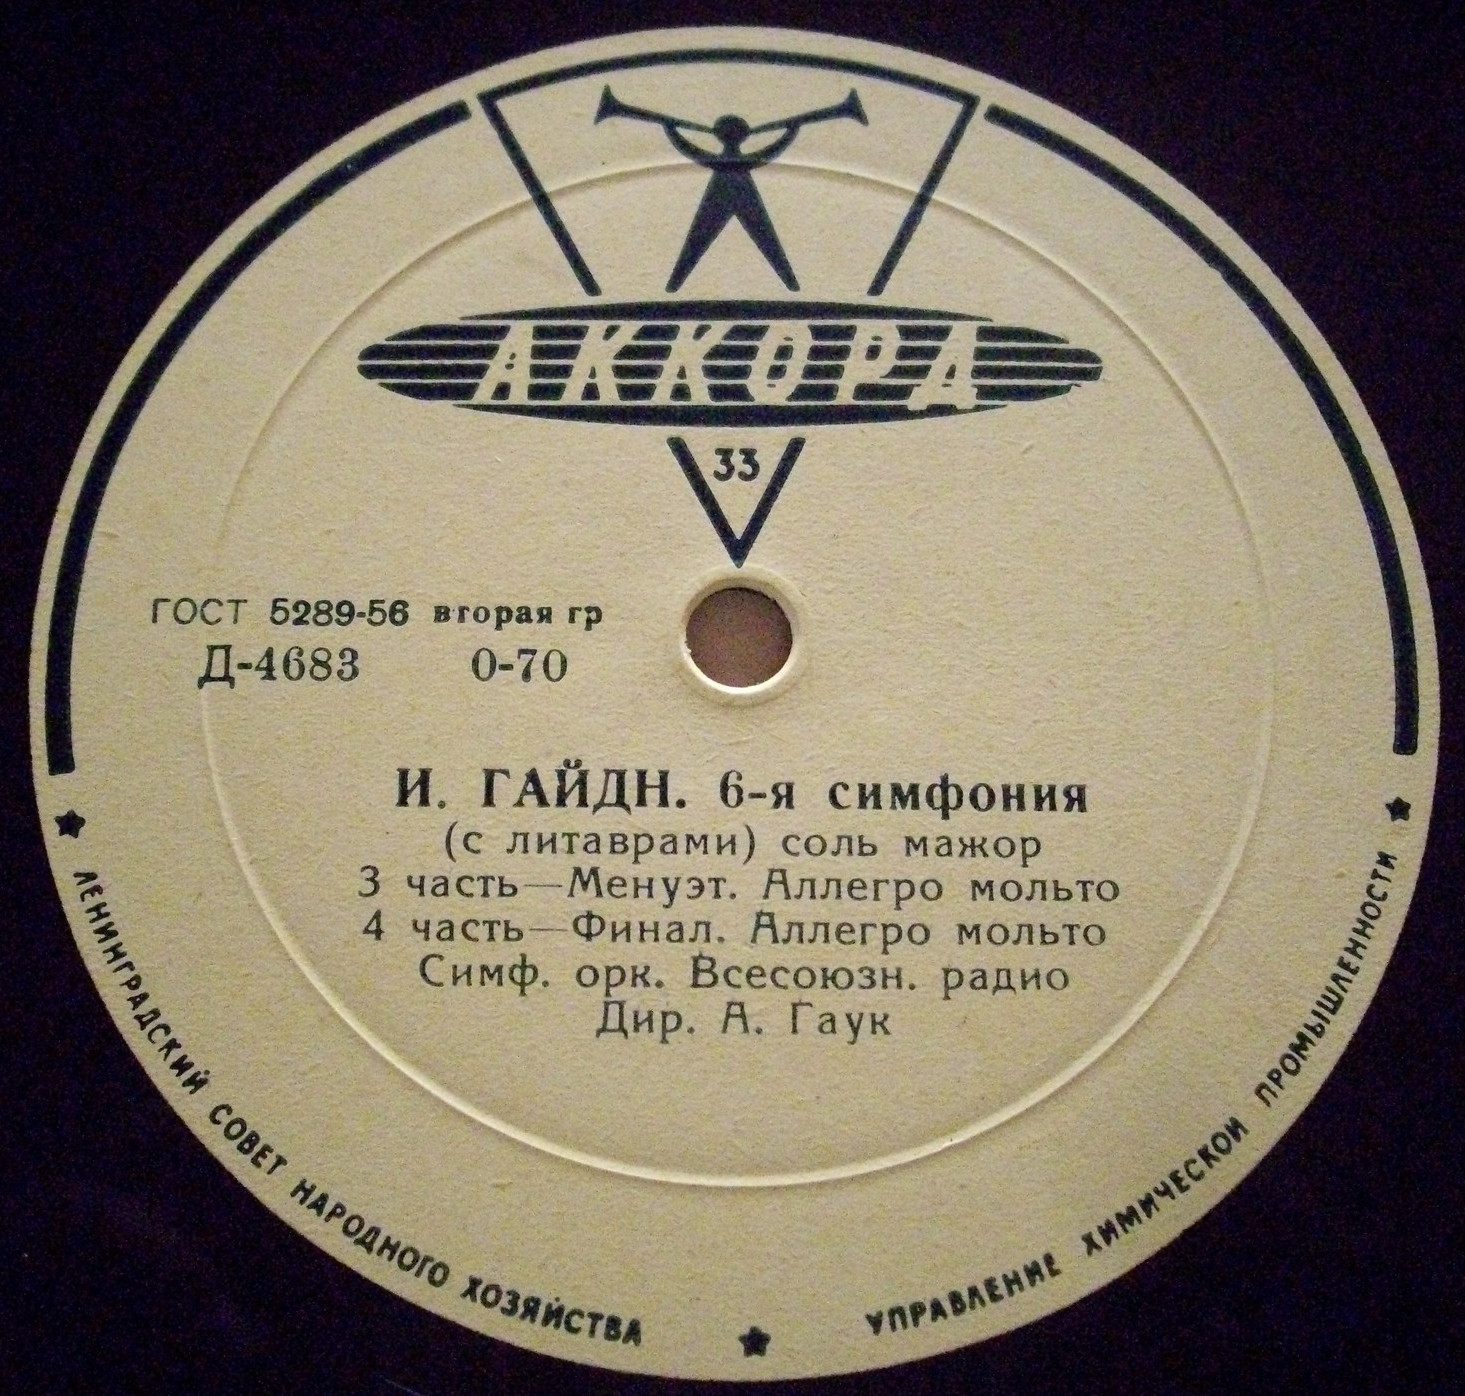 АККОРД
33
ГОСТ 5289-56 вторая гр
Д-4683 0-70
И. ГАЙДН. 6-я симфония
(с литаврами) соль мажор
3 часть—Менуэт. Аллегро мольто
4 часть—Финал. Аллегро мольто
Симф. орк. Всесоюзн. радио
Дир. А. Гаук
ЛЕНИНГРАДСКИЙ СОВЕТ НАРОДНОГО ХОЗЯЙСТВА
УПРАВЛЕНИЕ ХИМИЧЕСКОЙ ПРОМЫШЛЕННОСТИ